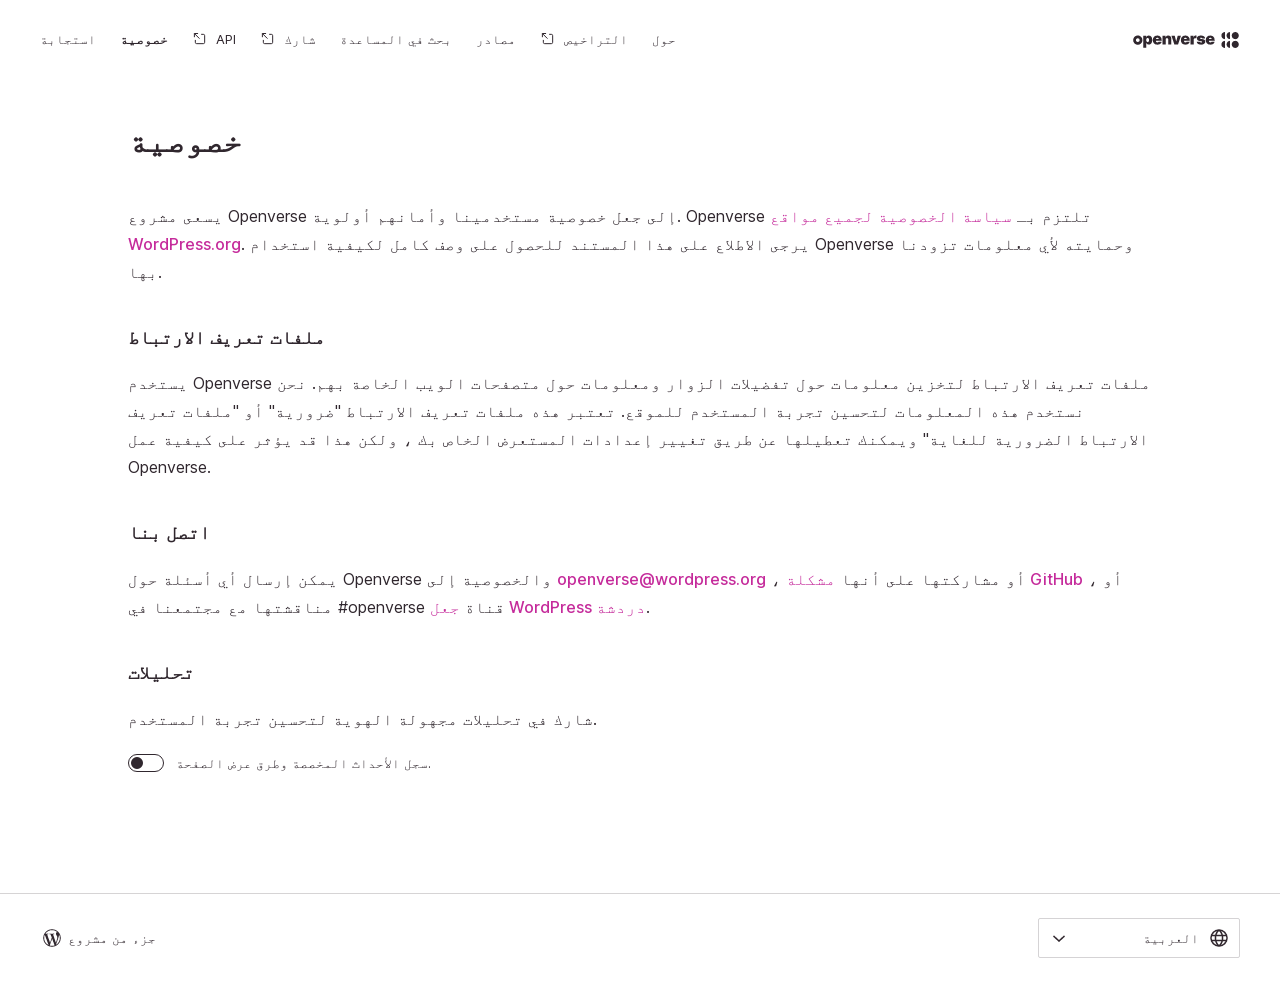 openverse
حول
التراخيص
مصادر
بحث في المساعدة
شارك
API
خصوصية
استجابة
خصوصية
يسعى مشروع Openverse إلى جعل خصوصية مستخدمينا وأمانهم أولوية. Openverse تلتزم بـ سياسة الخصوصية لجميع مواقع
WordPress.org. يرجى الاطلاع على هذا المستند للحصول على وصف كامل لكيفية استخدام Openverse وحمايته لأي معلومات تزودنا
بها.
ملفات تعريف الارتباط
يستخدم Openverse ملفات تعريف الارتباط لتخزين معلومات حول تفضيلات الزوار ومعلومات حول متصفحات الويب الخاصة بهم. نحن
نستخدم هذه المعلومات لتحسين تجربة المستخدم للموقع. تعتبر هذه ملفات تعريف الارتباط "ضرورية" أو "ملفات تعريف
الارتباط الضرورية للغاية" ويمكنك تعطيلها عن طريق تغيير إعدادات المستعرض الخاص بك ، ولكن هذا قد يؤثر على كيفية عمل
Openverse.
اتصل بنا
يمكن إرسال أي أسئلة حول Openverse والخصوصية إلى openverse@wordpress.org ، أو مشاركتها على أنها مشكلة GitHub ، أو
مناقشتها مع مجتمعنا في #openverse قناة جعل WordPress دردشة.
تحليلات
شارك في تحليلات مجهولة الهوية لتحسين تجربة المستخدم.
سجل الأحداث المخصصة وطرق عرض الصفحة.
العربية
جزء من مشروع